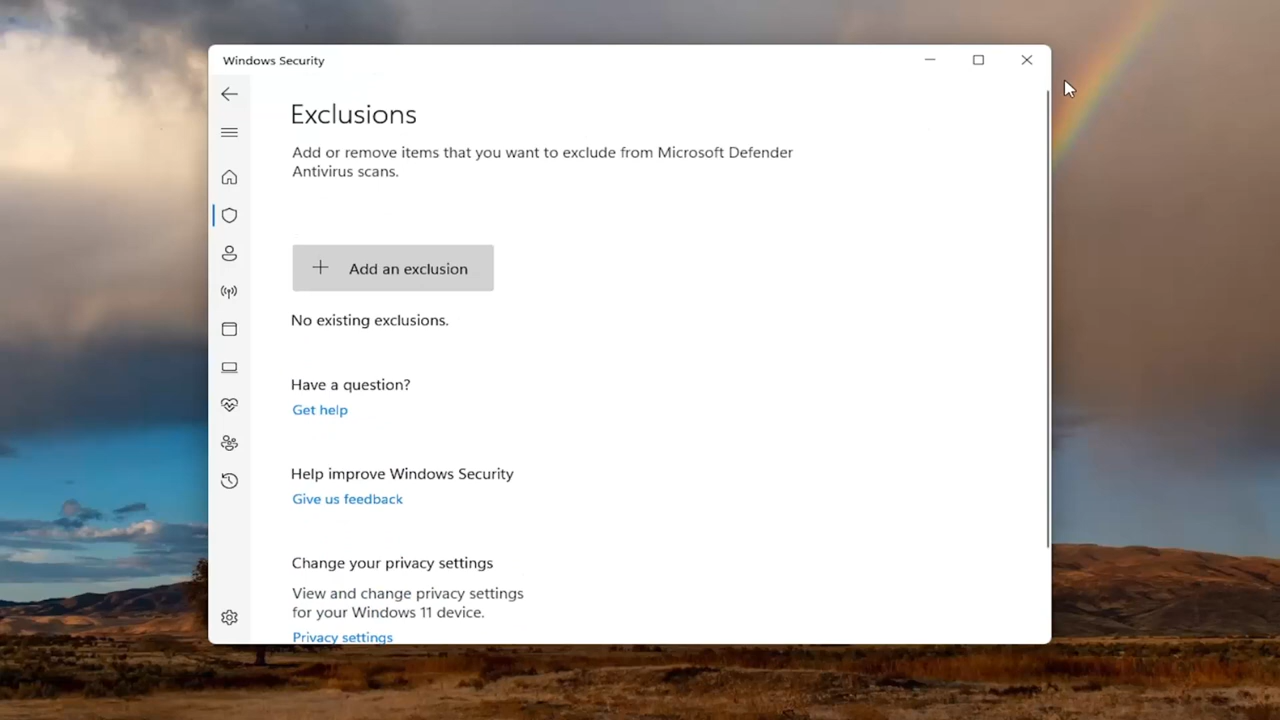 Windows Security
Exclusions
Add or remove items that you want to exclude from Microsoft Defender
Antivirus scans.
Add an exclusion
No existing exclusions.
Have a question?
Get help
Help improve Windows Security
Give us feedback
Change your privacy settings
View and change privacy settings
for your Windows 11 device.
Privacy settings